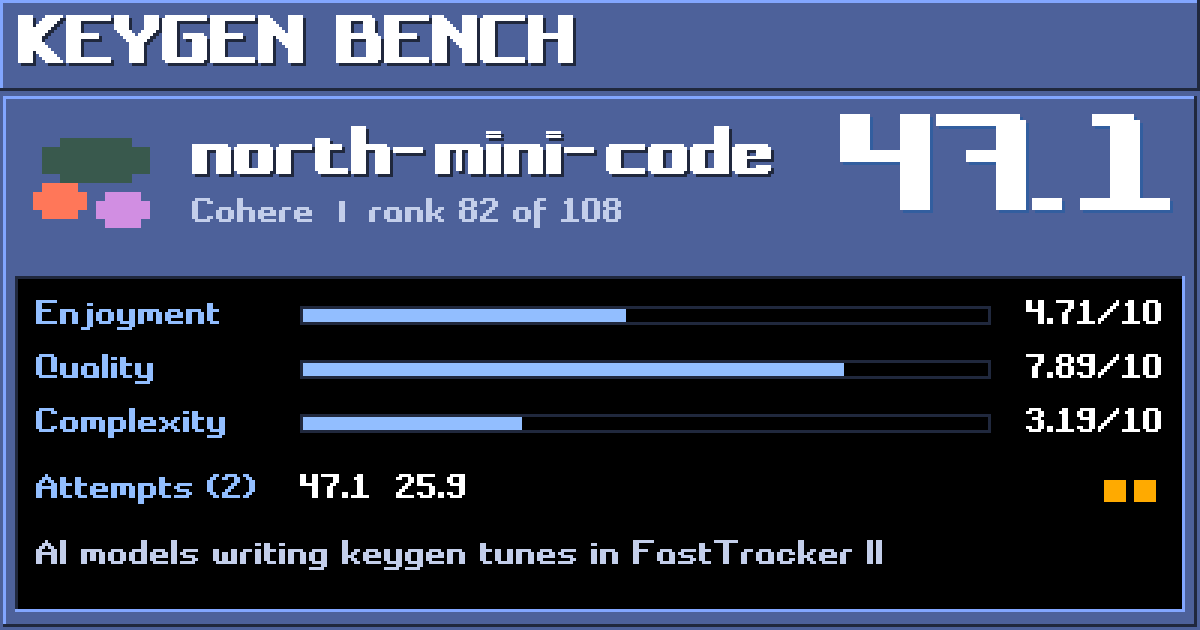 KEYGEN BENCH
north-mini-code
47.1
Cohere | rank 82 of 108
Enjoyment 4.71/10
Quality 7.89/10
Complexity 3.19/10
Attempts (2) 47.1 25.9
AI models writing keygen tunes in FastTracker II